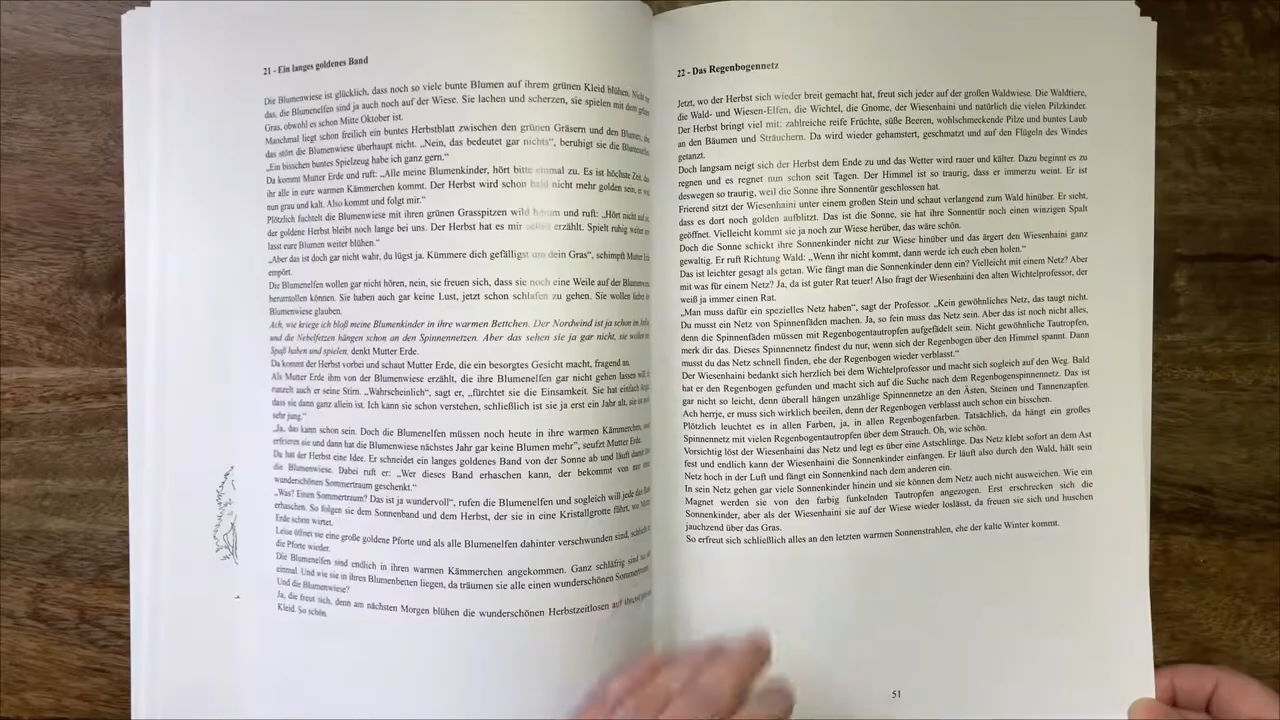 21 - Ein langes goldenes Band
Die Blumenwiese ist glücklich, dass noch so viele bunte Blumen auf ihrem grünen Kleid blühen. Nicht
das, die Blumenelfen sind ja auch noch auf der Wiese. Sie lachen und scherzen, sie spielen mit dem
Gras, obwohl es schon Mitte Oktober ist.
Manchmal liegt schon freilich ein buntes Herbstblatt zwischen den grünen Gräsern und den Blumen,
das stört die Blumenwiese überhaupt nicht. „Nein, das bedeutet gar nichts“, beruhigt sie die
„Ein bisschen buntes Spielzeug habe ich ganz gern.“
Da kommt Mutter Erde und ruft: „Alle meine Blumenkinder, hört bitte einmal zu. Es ist höchste Zeit,
ihr alle in eure warmen Kämmerchen kommt. Der Herbst wird schon bald nicht mehr golden sein,
nun grau und kalt. Also kommt und folgt mir.“
Plötzlich fuchtelt die Blumenwiese mit ihren grünen Grasspitzen wild herum und ruft: „Hört nicht auf
der goldene Herbst bleibt noch lange bei uns. Der Herbst hat es mir selbst erzählt. Spielt ruhig weiter
lasst eure Blumen weiter blühen.“
„Aber das ist doch gar nicht wahr, du lügst ja. Kümmere dich gefälligst um dein Gras“, schimpft Mutter
empört.
Die Blumenelfen wollen gar nicht hören, nein, sie freuen sich, dass sie noch eine Weile auf der
herumtollen können. Sie haben auch gar keine Lust, jetzt schon schlafen zu gehen. Sie wollen
Blumenwiese glauben.
Ach, wie kriege ich bloß meine Blumenkinder in ihre warmen Bettchen. Der Nordwind ist ja schon im
und die Nebelfetzen hängen schon an den Spinnennetzen. Aber das sehen sie ja gar nicht, sie wollen
Spaß haben und spielen, denkt Mutter Erde.
Da kommt der Herbst vorbei und schaut Mutter Erde, die ein besorgtes Gesicht macht, fragend an.
Als Mutter Erde ihm von der Blumenwiese erzählt, die ihre Blumenelfen gar nicht gehen lassen will,
runzelt auch er seine Stirn. „Wahrscheinlich“, sagt er, „fürchtet sie die Einsamkeit. Sie hat einfach
dass sie dann ganz allein ist. Ich kann sie schon verstehen, schließlich ist sie ja erst ein Jahr alt,
sehr jung.“
„Ja, das kann schon sein. Doch die Blumenelfen müssen noch heute in ihre warmen Kämmerchen,
erfrieren sie und dann hat die Blumenwiese nächstes Jahr gar keine Blumen mehr“, seufzt Mutter Erde.
Da hat der Herbst eine Idee. Er schneidet ein langes goldenes Band von der Sonne ab und läuft damit
die Blumenwiese. Dabei ruft er: „Wer dieses Band erhaschen kann, der bekommt von
wunderschönen Sommertraum geschenkt.“
„Was? Einen Sommertraum? Das ist ja wundervoll“, rufen die Blumenelfen und sogleich will jede das
erhaschen. So folgen sie dem Sonnenband und dem Herbst, der sie in eine Kristallgrotte führt, wo
Erde schon wartet.
Leise öffnet sie eine große goldene Pforte und als alle Blumenelfen dahinter verschwunden sind,
die Pforte wieder.
Die Blumenelfen sind endlich in ihren warmen Kämmerchen angekommen. Ganz schläfrig sind
einmal. Und wie sie in ihren Blumenbetten liegen, da träumen sie alle einen wunderschönen Sommertraum.
Und die Blumenwiese?
Ja, die freut sich, denn am nächsten Morgen blühen die wunderschönen Herbstzeitlosen auf
Kleid. So schön.
22 - Das Regenbogennetz
Jetzt, wo der Herbst sich wieder breit gemacht hat, freut sich jeder auf der großen Waldwiese. Die Waldtiere,
die Wald- und Wiesen-Elfen, die Wichtel, die Gnome, der Wiesenhaini und natürlich die vielen Pilzkinder.
Der Herbst bringt viel mit: zahlreiche reife Früchte, süße Beeren, wohlschmeckende Pilze und buntes Laub
an den Bäumen und Sträuchern. Da wird wieder gehamstert, geschmatzt und auf den Flügeln des Windes
getanzt.
Doch langsam neigt sich der Herbst dem Ende zu und das Wetter wird rauer und kälter. Dazu beginnt es zu
regnen und es regnet nun schon seit Tagen. Der Himmel ist so traurig, dass er immerzu weint. Er ist
deswegen so traurig, weil die Sonne ihre Sonnentür geschlossen hat.
Frierend sitzt der Wiesenhaini unter einem großen Stein und schaut verlangend zum Wald hinüber. Er sieht,
dass es dort noch golden aufblitzt. Das ist die Sonne, sie hat ihre Sonnentür noch einen winzigen Spalt
geöffnet. Vielleicht kommt sie ja noch zur Wiese herüber, das wäre schön.
Doch die Sonne schickt ihre Sonnenkinder nicht zur Wiese hinüber und das ärgert den Wiesenhaini ganz
gewaltig. Er ruft Richtung Wald: „Wenn ihr nicht kommt, dann werde ich euch eben holen.“
Das ist leichter gesagt als getan. Wie fängt man die Sonnenkinder denn ein? Vielleicht mit einem Netz? Aber
mit was für einem Netz? Ja, da ist guter Rat teuer! Also fragt der Wiesenhaini den alten Wichtelprofessor, der
weiß ja immer einen Rat.
„Man muss dafür ein spezielles Netz haben“, sagt der Professor. „Kein gewöhnliches Netz, das taugt nicht.
Du musst ein Netz von Spinnenfäden machen. Ja, so fein muss das Netz sein. Aber das ist noch nicht alles,
denn die Spinnenfäden müssen mit Regenbogentautropfen aufgefädelt sein. Nicht gewöhnliche Tautropfen,
merk dir das. Dieses Spinnennetz findest du nur, wenn sich der Regenbogen über den Himmel spannt. Dann
musst du das Netz schnell finden, ehe der Regenbogen wieder verblasst.“
Der Wiesenhaini bedankt sich herzlich bei dem Wichtelprofessor und macht sich sogleich auf den Weg. Bald
hat er den Regenbogen gefunden und macht sich auf die Suche nach dem Regenbogenspinnennetz. Das ist
gar nicht so leicht, denn überall hängen unzählige Spinnennetze an den Ästen, Steinen und Tannenzapfen.
Ach herrje, er muss sich wirklich beeilen, denn der Regenbogen verblasst auch schon ein bisschen.
Plötzlich leuchtet es in allen Farben, ja, in allen Regenbogenfarben. Tatsächlich, da hängt ein großes
Spinnennetz mit vielen Regenbogentautropfen über dem Strauch. Oh, wie schön.
Vorsichtig löst der Wiesenhaini das Netz und legt es über eine Astschlinge. Das Netz klebt sofort an dem Ast
fest und endlich kann der Wiesenhaini die Sonnenkinder einfangen. Er läuft also durch den Wald, hält sein
Netz hoch in der Luft und fängt ein Sonnenkind nach dem anderen ein.
In sein Netz gehen gar viele Sonnenkinder hinein und sie können dem Netz auch nicht ausweichen. Wie ein
Magnet werden sie von den farbig funkelnden Tautropfen angezogen. Erst erschrecken sich die
Sonnenkinder, aber als der Wiesenhaini sie auf der Wiese wieder loslässt, da freuen sie sich und huschen
jauchzend über das Gras.
So erfreut sich schließlich alles an den letzten warmen Sonnenstrahlen, ehe der kalte Winter kommt.
51